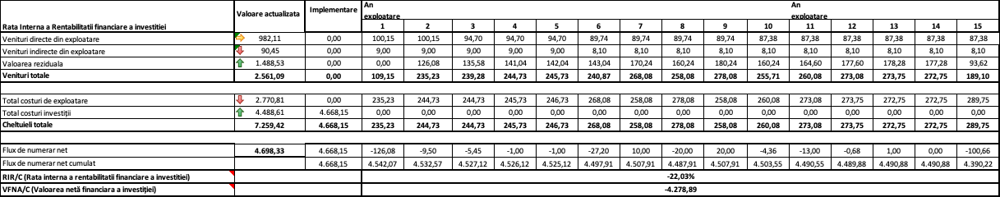 Valoare actualizata Implementare An exploatare An exploatare
Rata Interna a Rentabilitatii financiare a investitiei 1 2 3 4 5 6 7 8 9 10 11 12 13 14 15
Venituri directe din exploatare 982,11 0,00 100,15 100,15 94,70 94,70 94,70 89,74 89,74 89,74 89,74 87,38 87,38 87,38 87,38 87,38 87,38
Venituri indirecte din exploatare 90,45 0,00 9,00 9,00 9,00 9,00 9,00 8,10 8,10 8,10 8,10 8,10 8,10 8,10 8,10 8,10 8,10
Valoarea reziduala 1.488,53 0,00 0,00 126,08 135,58 141,04 142,04 143,04 170,24 160,24 180,24 160,24 164,60 177,60 178,28 177,28 93,62
Venituri totale 2.561,09 0,00 109,15 235,23 239,28 244,73 245,73 240,87 268,08 258,08 278,08 255,71 260,08 273,08 273,75 272,75 189,10
Total costuri de exploatare 2.770,81 0,00 235,23 244,73 244,73 245,73 246,73 268,08 258,08 278,08 258,08 260,08 273,08 273,75 272,75 272,75 289,75
Total costuri investiții 4.488,61 4.668,15 0,00 0,00 0,00 0,00 0,00 0,00 0,00 0,00 0,00 0,00 0,00 0,00 0,00 0,00 0,00
Cheltuieli totale 7.259,42 4.668,15 235,23 244,73 244,73 245,73 246,73 268,08 258,08 278,08 258,08 260,08 273,08 273,75 272,75 272,75 289,75
Flux de numerar net 4.698,33 4.668,15 -126,08 -9,50 -5,45 -1,00 -1,00 -27,20 10,00 -20,00 20,00 -4,36 -13,00 -0,68 1,00 0,00 -100,66
Flux de numerar net cumulat 4.668,15 4.542,07 4.532,57 4.527,12 4.526,12 4.525,12 4.497,91 4.507,91 4.487,91 4.507,91 4.503,55 4.490,55 4.489,88 4.490,88 4.490,88 4.390,22
RIR/C (Rata interna a rentabilitatii financiare a investitiei) -22,03%
VFNA/C (Valoarea netă financiara a investiției) -4.278,89